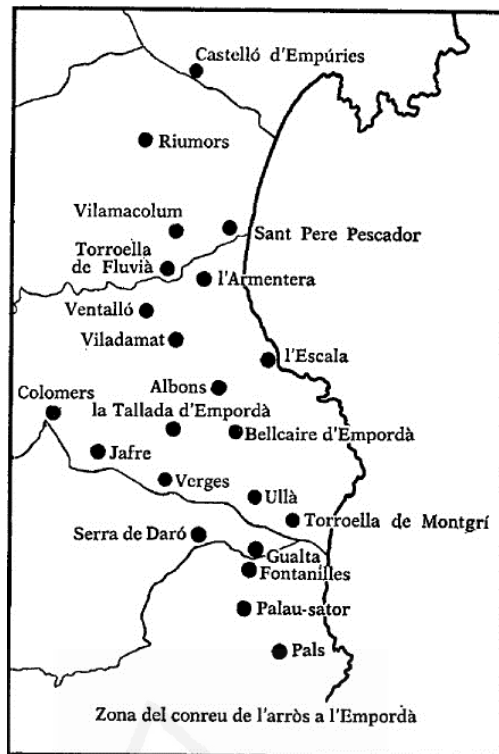 Castelló d'Empúries
Riumors
Vilamacolum
Sant Pere Pescador
Torroella
de Fluvià
l'Armentera
Ventalló
Viladamat
l'Escala
Albons
Colomers
la Tallada d'Empordà
Bellcaire d'Empordà
Jafre
Verges
Ullà
Torroella de Montgrí
Serra de Daró
Gualta
Fontanilles
Palau-sator
Pals
Zona del conreu de l'arròs a l'Empordà